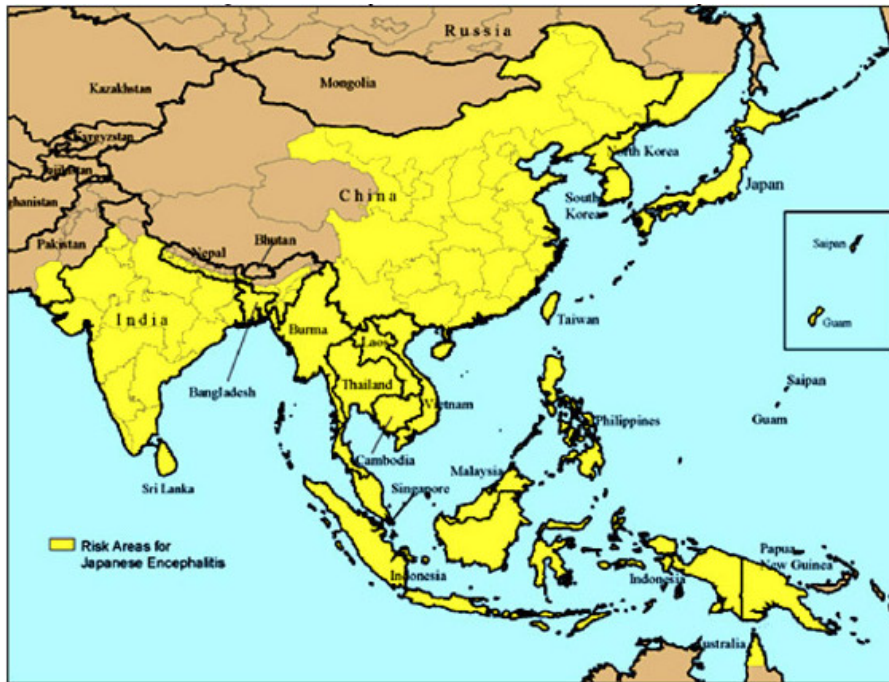 Russia
Kazakhstan
Mongolia
Kyrgyzstan
North Korea
China
Japan
ghanistan
South
Korea
Pakistan
Nepal
Bhutan
Saipan
India
Burma
Taiwan
Guam
Laos
Bangladesh
Thailand
Vietnam
Saipan
Guam
Philippines
Cambodia
Malaysia
Sri Lanka
Singapore
Risk Areas for
Japanese Encephalitis
Papua
New Guinea
Indonesia
Indonesia
Australia